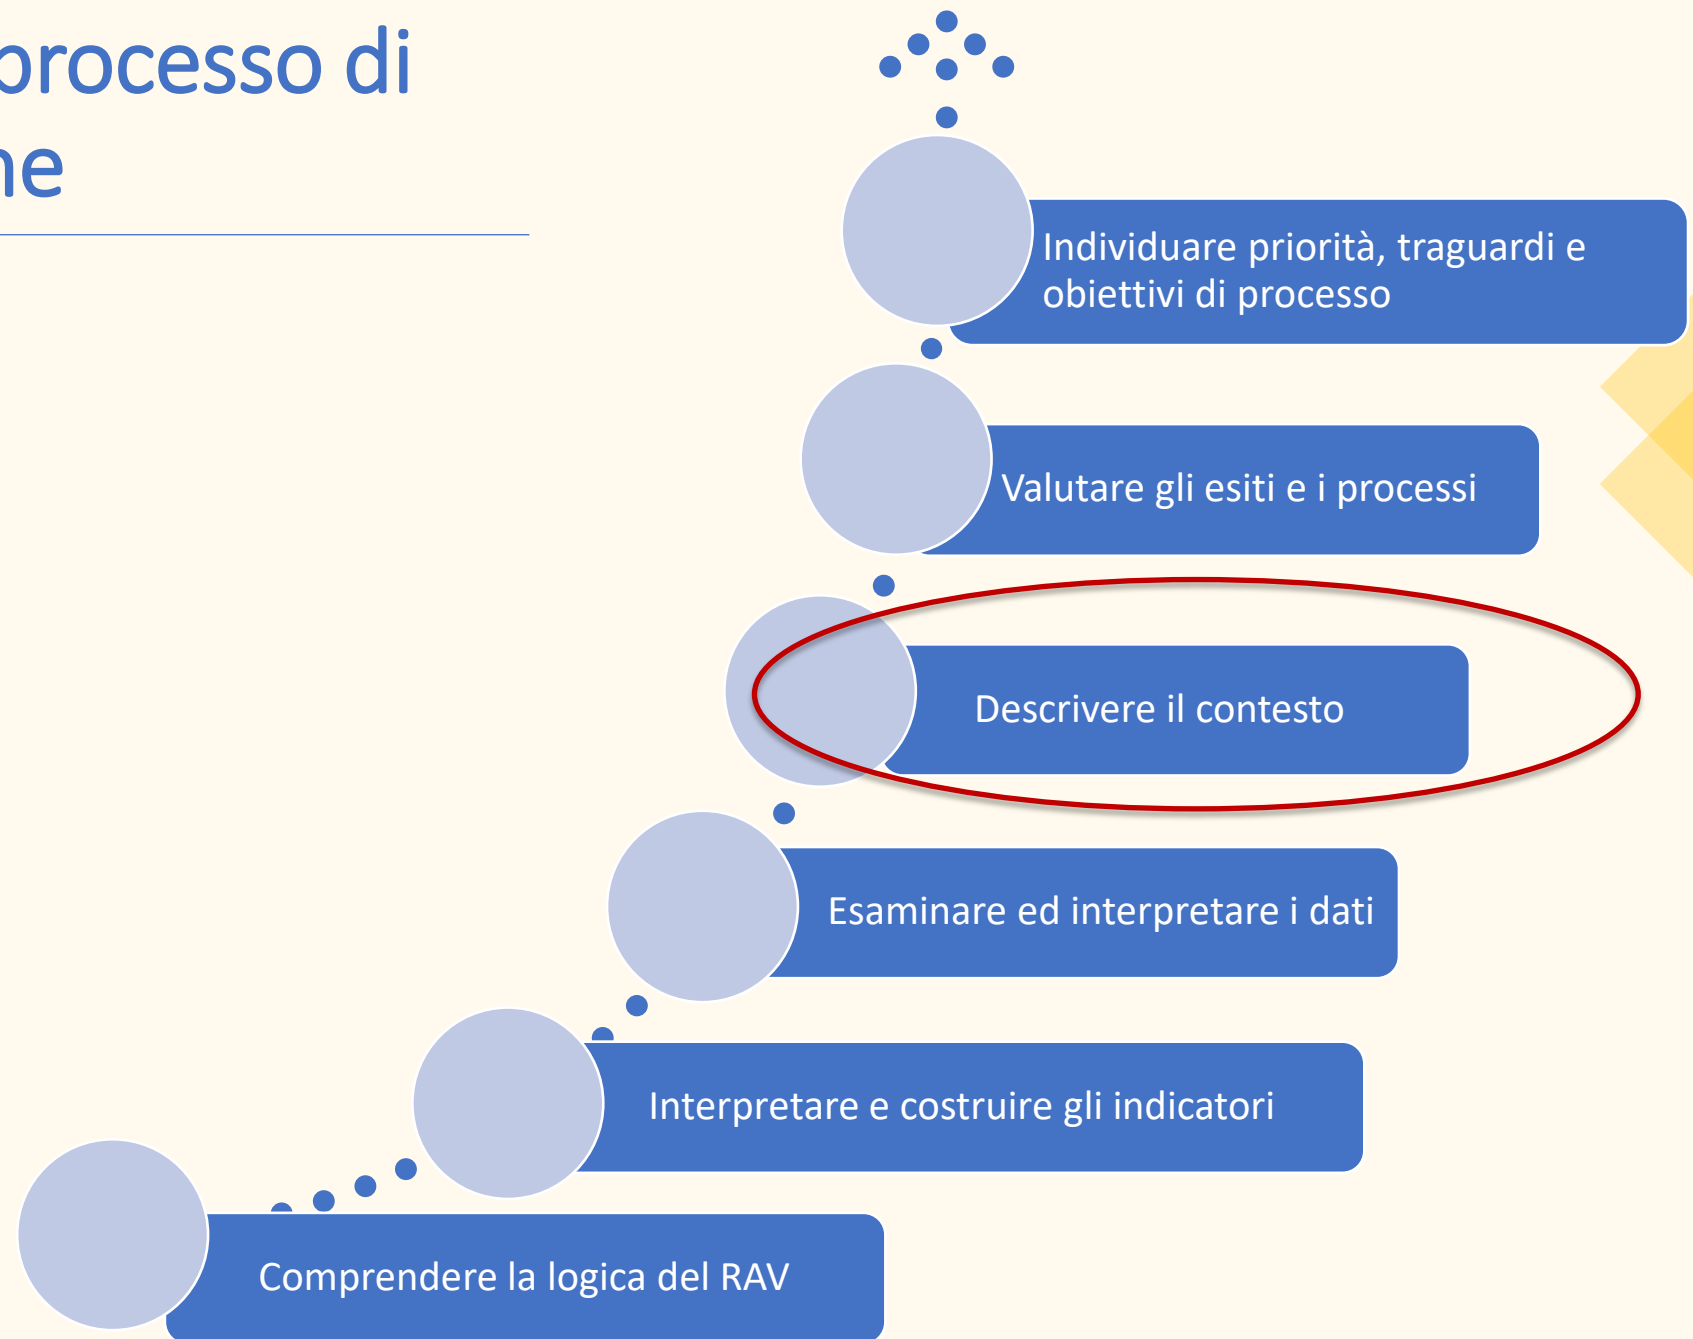 processo di
ne
Individuare priorità, traguardi e
obiettivi di processo
Valutare gli esiti e i processi
Descrivere il contesto
Esaminare ed interpretare i dati
Interpretare e costruire gli indicatori
Comprendere la logica del RAV